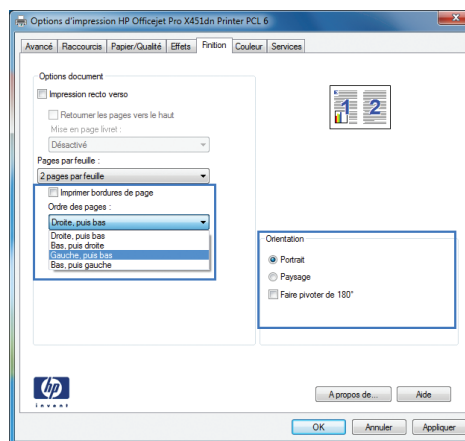 Options d'impression HP Officejet Pro X451dn Printer PCL 6
Avancé Raccourcis Papier/Qualité Effets Finition Couleur Services
Options document
Impression recto verso
Retourner les pages vers le haut
Mise en page livret :
Désactivé
Pages par feuille :
2 pages par feuille
Imprimer bordures de page
Ordre des pages :
Droite, puis bas
Droite, puis bas
Bas, puis droite
Gauche, puis bas
Bas, puis gauche
1 2
Orientation
Portrait
Paysage
Faire pivoter de 180°
hp
invent
A propos de... Aide
OK Annuler Appliquer